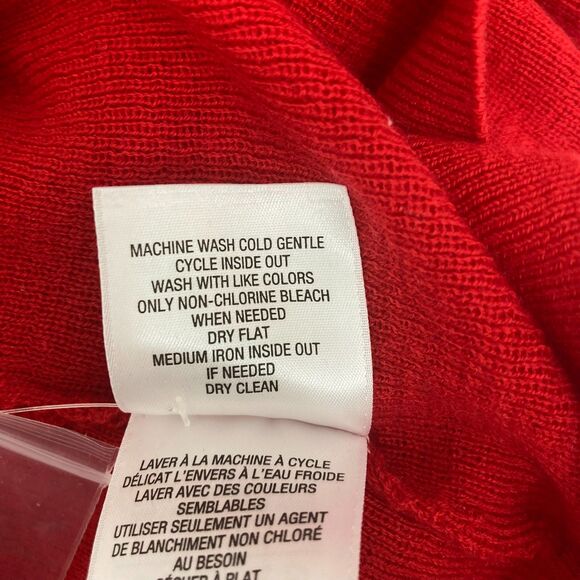 MACHINE WASH COLD GENTLE
CYCLE INSIDE OUT
WASH WITH LIKE COLORS
ONLY NON-CHLORINE BLEACH
WHEN NEEDED
DRY FLAT
MEDIUM IRON INSIDE OUT
IF NEEDED
DRY CLEAN
LAVER À LA MACHINE À CYCLE
DÉLICAT L'ENVERS À L'EAU FROIDE
LAVER AVEC DES COULEURS
SEMBLABLES
UTILISER SEULEMENT UN AGENT
DE BLANCHIMENT NON CHLORÉ
AU BESOIN
SÉCHER À PLAT